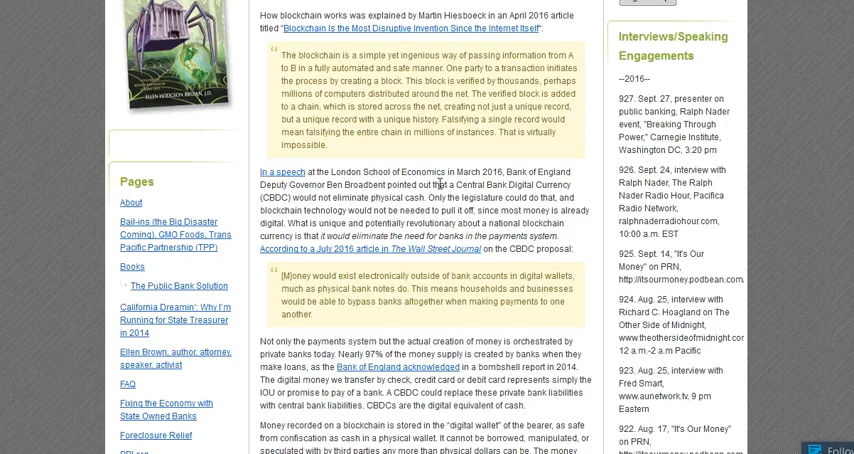 ELLEN HODGSON BROWN, J.D.
Pages
About
Bail-ins (the Big Disaster
Coming), GMO Foods, Trans
Pacific Partnership (TPP)
Books
The Public Bank Solution
California Dreamin': Why I'm
Running for State Treasurer
in 2014
Ellen Brown, author, attorney,
speaker, activist
FAQ
Fixing the Economy with
State Owned Banks
Foreclosure Relief
How blockchain works was explained by Martin Hiesboeck in an April 2016 article
titled "Blockchain Is the Most Disruptive Invention Since the Internet Itself":
The blockchain is a simple yet ingenious way of passing information from A
to B in a fully automated and safe manner. One party to a transaction initiates
the process by creating a block. This block is verified by thousands, perhaps
millions of computers distributed around the net. The verified block is added
to a chain, which is stored across the net, creating not just a unique record,
but a unique record with a unique history. Falsifying a single record would
mean falsifying the entire chain in millions of instances. That is virtually
impossible.
In a speech at the London School of Economics in March 2016, Bank of England
Deputy Governor Ben Broadbent pointed out that a Central Bank Digital Currency
(CBDC) would not eliminate physical cash. Only the legislature could do that, and
blockchain technology would not be needed to pull it off, since most money is already
digital. What is unique and potentially revolutionary about a national blockchain
currency is that it would eliminate the need for banks in the payments system.
According to a July 2016 article in The Wall Street Journal on the CBDC proposal:
[M]oney would exist electronically outside of bank accounts in digital wallets,
much as physical bank notes do. This means households and businesses
would be able to bypass banks altogether when making payments to one
another.
Not only the payments system but the actual creation of money is orchestrated by
private banks today. Nearly 97% of the money supply is created by banks when they
make loans, as the Bank of England acknowledged in a bombshell report in 2014.
The digital money we transfer by check, credit card or debit card represents simply the
IOU or promise to pay of a bank. A CBDC could replace these private bank liabilities
with central bank liabilities. CBDCs are the digital equivalent of cash.
Money recorded on a blockchain is stored in the "digital wallet" of the bearer, as safe
from confiscation as cash in a physical wallet. It cannot be borrowed, manipulated, or
speculated with by third parties any more than physical dollars can be. The money
Interviews/Speaking
Engagements
--2016--
927. Sept. 27, presenter on
public banking, Ralph Nader
event, "Breaking Through
Power," Carnegie Institute,
Washington DC, 3:20 pm
926. Sept. 24, interview with
Ralph Nader, The Ralph
Nader Radio Hour, Pacifica
Radio Network,
ralphnaderradiohour.com,
10:00 a.m. EST
925. Sept. 14, "It's Our
Money" on PRN,
http://itsourmoney.podbean.com
924. Aug. 25, interview with
Richard C. Hoagland on The
Other Side of Midnight,
www.theothersideofmidnight.cor
12 a.m.-2 a.m Pacific
923. Aug. 25, interview with
Fred Smart,
www.aunetwork.tv, 9 pm
Eastern
922. Aug. 17, "It's Our Money"
on PRN,
Follow